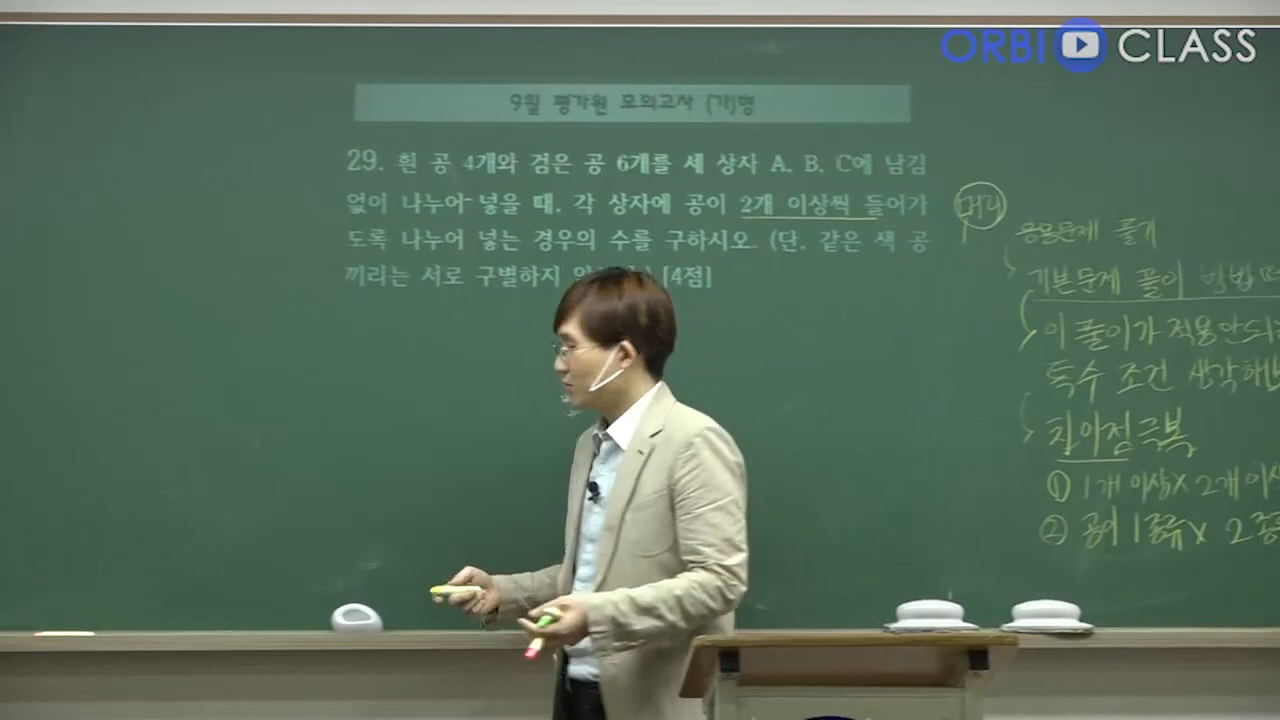 ORBI CLASS
9월 평가원 모의고사 (가)형
29. 흰 공 4개와 검은 공 6개를 세 상자 A, B, C에 남김
없이 나누어 넣을 때, 각 상자에 공이 2개 이상씩 들어가
도록 나누어 넣는 경우의 수를 구하시오. (단, 같은 색 공
끼리는 서로 구별하지 [4점]
머리
응용문제 풀기
기본문제 풀이 방법
이 풀이가 적용안되
특수 조건 생각해
차이점 극복
① 1개 이상 X 2개 이상
② 공이 1종류 X 2종